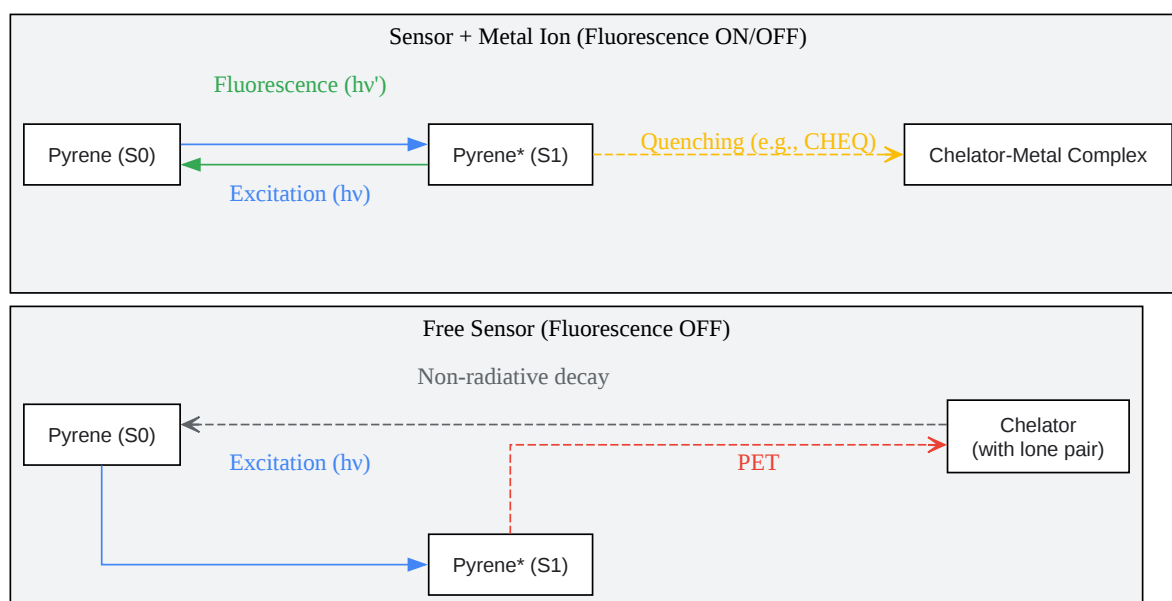 Sensor + Metal Ion (Fluorescence ON/OFF)
Fluorescence (hν')
Pyrene (S0)
Pyrene* (S1)
Quenching (e.g., CHEQ)
Chelator-Metal Complex
Excitation (hν)
Free Sensor (Fluorescence OFF)
Non-radiative decay
Pyrene (S0)
Chelator
(with lone pair)
Excitation (hν)
PET
Pyrene* (S1)